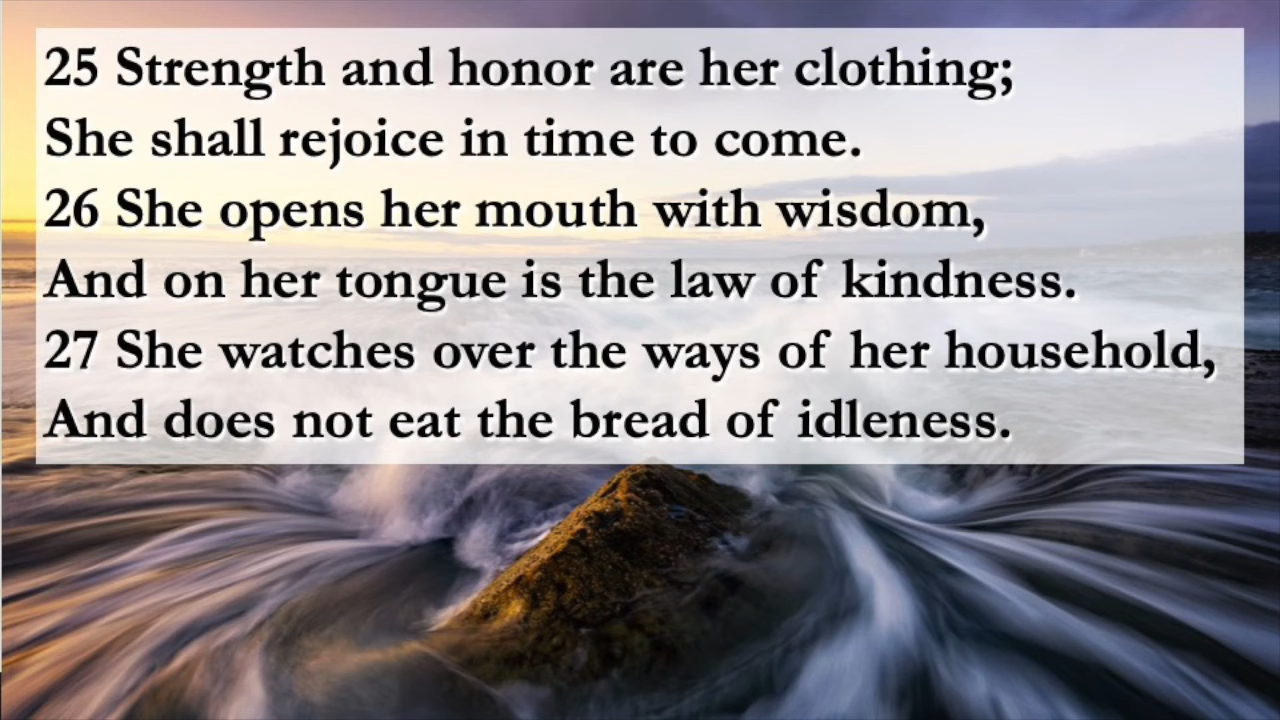 25 Strength and honor are her clothing;
She shall rejoice in time to come.
26 She opens her mouth with wisdom,
And on her tongue is the law of kindness.
27 She watches over the ways of her household,
And does not eat the bread of idleness.